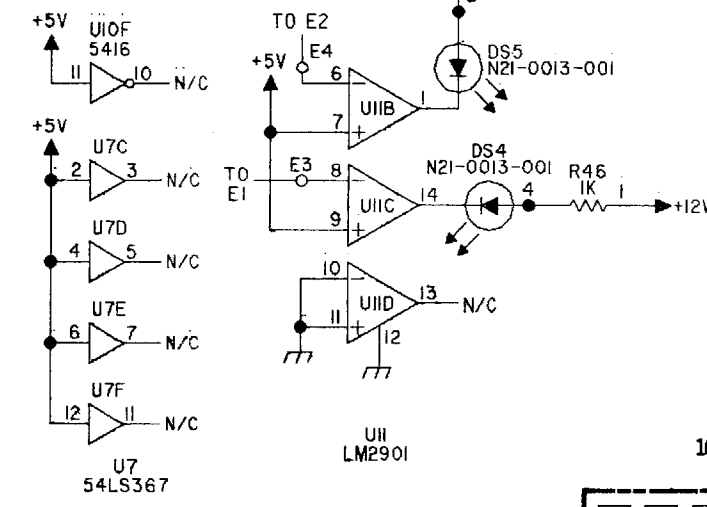 +5V
U10F
5416
11
10
N/C
+5V
U7C
2
3
N/C
U7D
4
5
N/C
U7E
6
7
N/C
U7F
12
11
N/C
U7
54LS367
TO E2
E4
+5V
6
7
U11B
1
DS5
N21-0013-001
TO
E1
E3
8
9
U11C
14
DS4
N21-0013-001
4
R46
1K
1
+12V
10
11
U11D
13
N/C
12
U11
LM2901